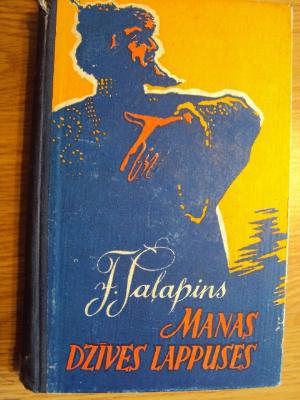 F. Šalapins
MANAS
DZĪVES LAPPUSES